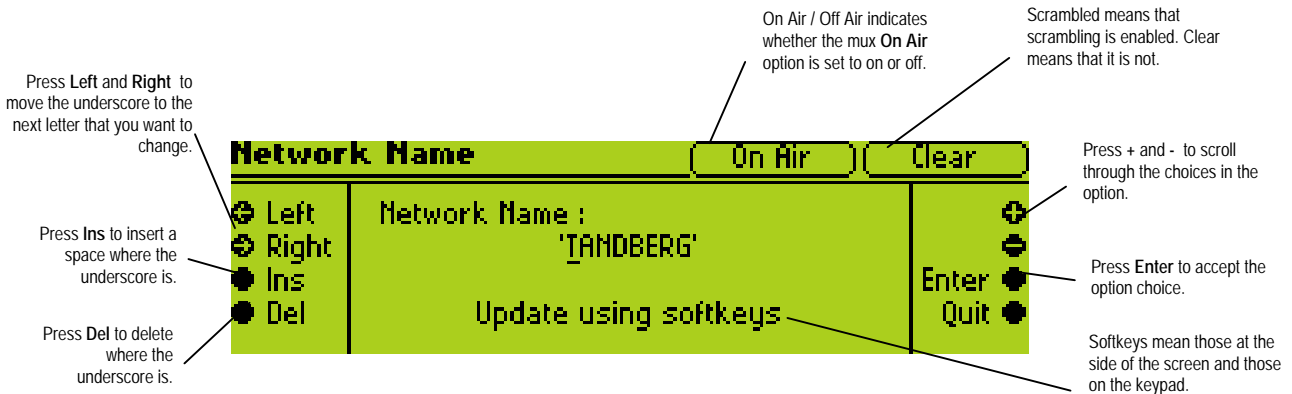 On Air / Off Air indicates
whether the mux On Air
option is set to on or off.
Scrambled means that
scrambling is enabled. Clear
means that it is not.
Press Left and Right to
move the underscore to the
next letter that you want to
change.
Press Ins to insert a
space where the
underscore is.
Press Del to delete
where the
underscore is.
Network Name
On Air
Clear
Left
Right
Ins
Del
Network Name :
'TANDBERG'
Update using softkeys
Enter
Quit
Press + and - to scroll
through the choices in the
option.
Press Enter to accept the
option choice.
Softkeys mean those at the
side of the screen and those
on the keypad.